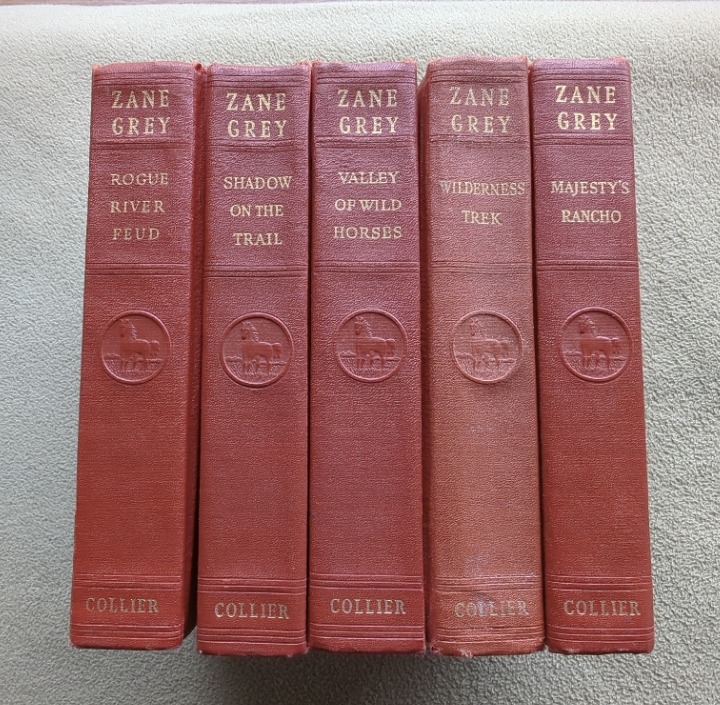 ZANE
GREY
ROGUE
RIVER
FEUD
COLLIER
ZANE
GREY
SHADOW
ON THE
TRAIL
COLLIER
ZANE
GREY
VALLEY
OF WILD
HORSES
COLLIER
ZANE
GREY
WILDERNESS
TREK
COLLIER
ZANE
GREY
MAJESTY'S
RANCHO
COLLIER